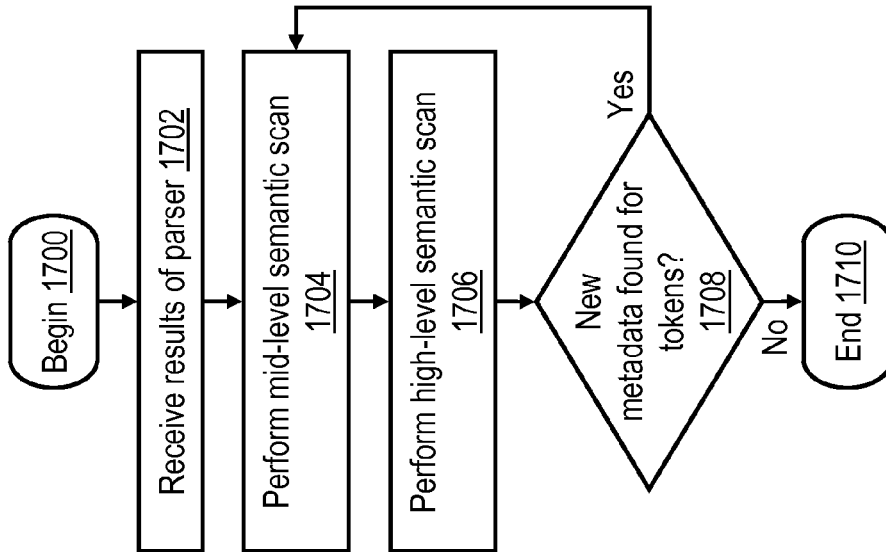 Begin 1700
Receive results of parser 1702
Perform mid-level semantic scan
1704
Perform high-level semantic scan
1706
New
metadata found for
tokens?
1708
Yes
No
End 1710